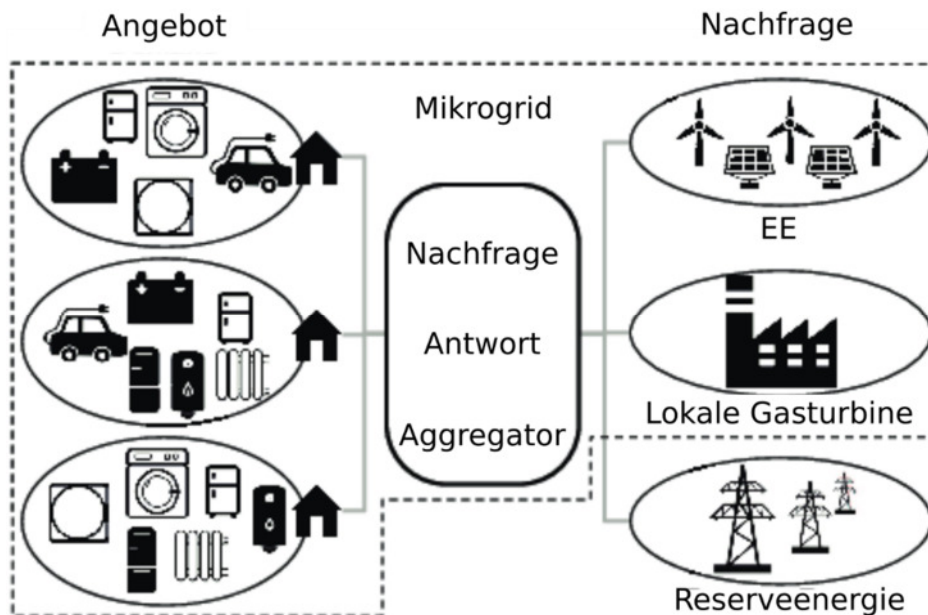 Angebot
Nachfrage
Mikrogrid
EE
Nachfrage
Antwort
Aggregator
Lokale Gasturbine
Reserveenergie